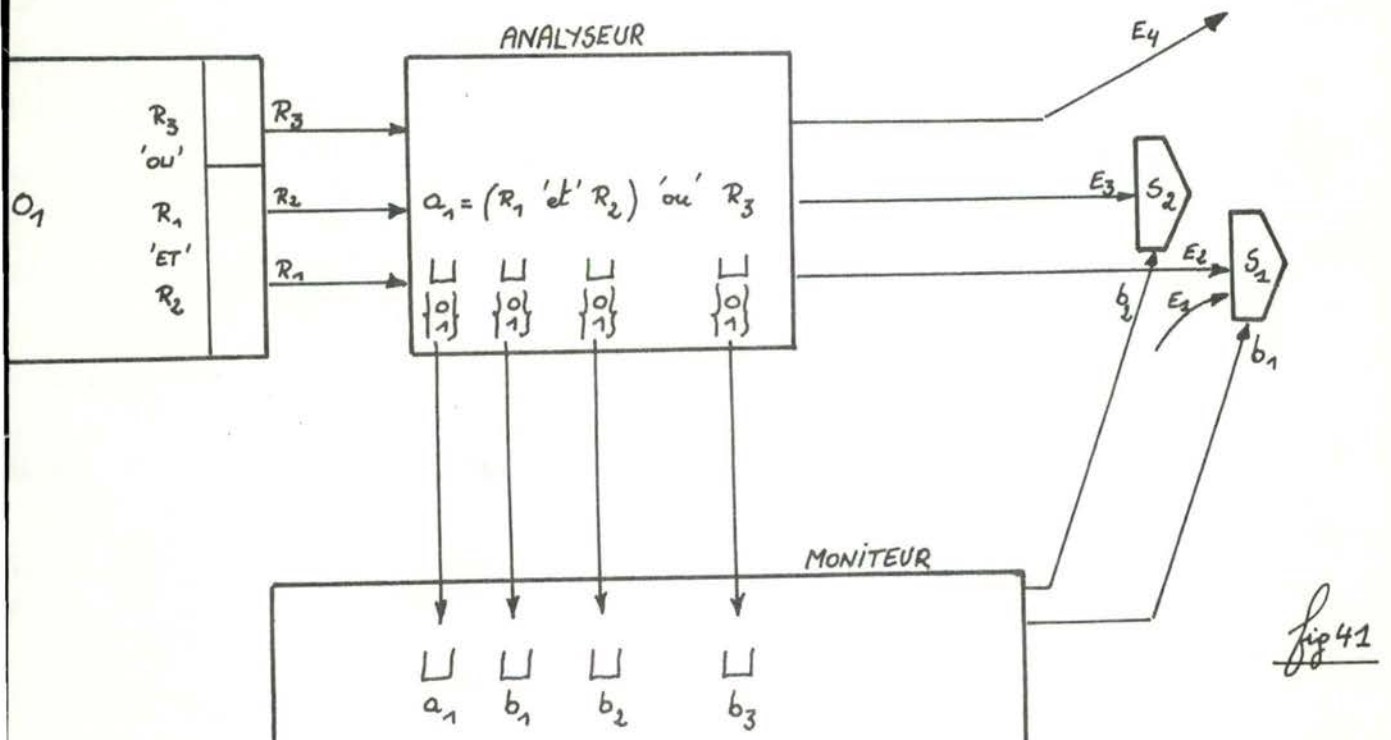 ANALYSEUR
E4
R3
'OU'
R1
'ET'
R2
O1
R3
R2
R1
a1 = (R1 'et' R2) 'ou' R3
{0 1} {0 1} {0 1} {0 1}
E3
S2
E2
S1
E1
b2
b1
MONITEUR
a1 b1 b2 b3
fig 41